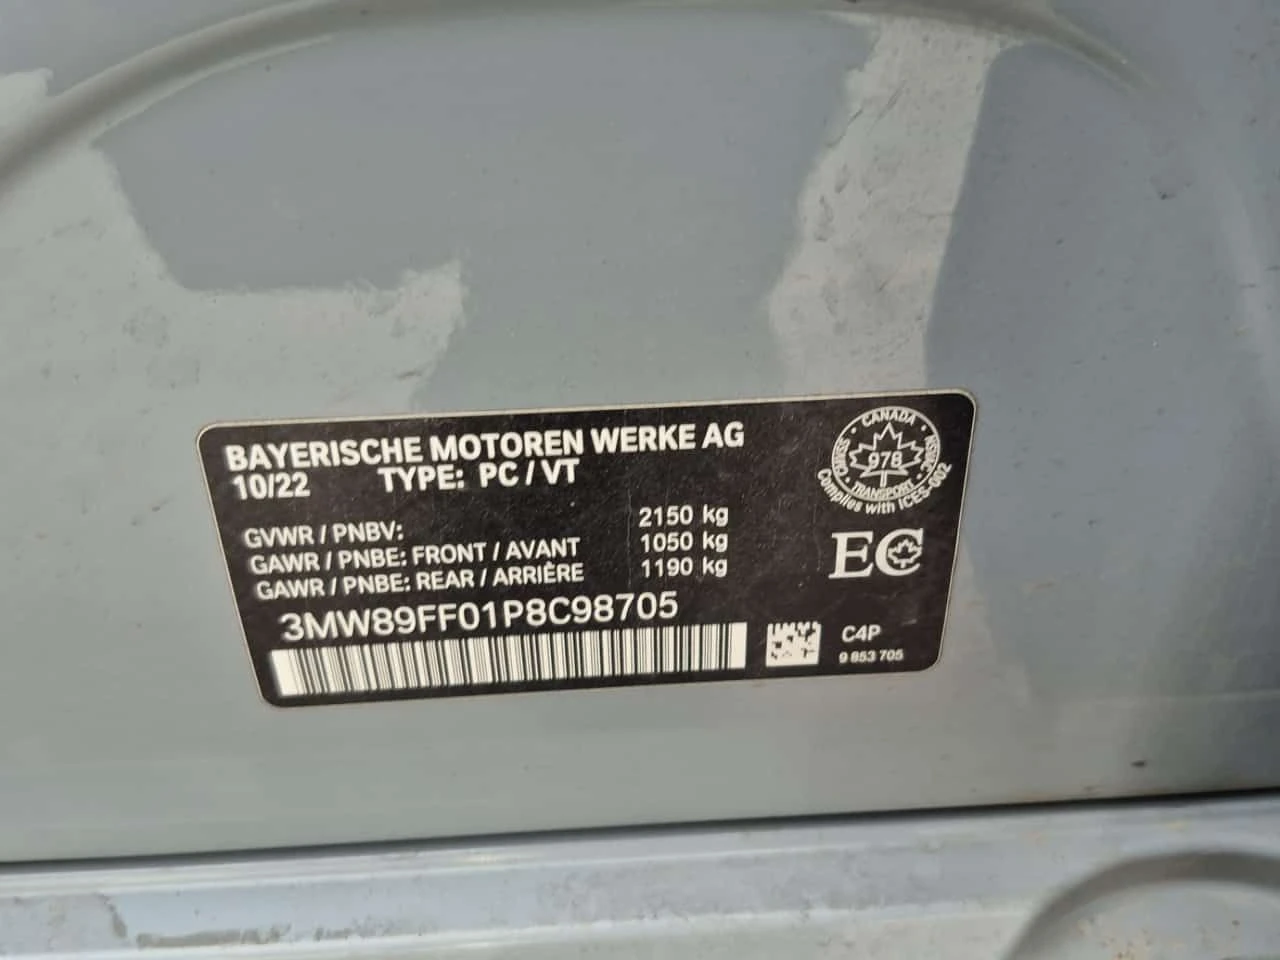 BAYERISCHE MOTOREN WERKE AG
10/22 TYPE: PC / VT
GVWR / PNBV: 2150 kg
GAWR / PNBE: FRONT / AVANT 1050 kg
GAWR / PNBE: REAR / ARRIÈRE 1190 kg
3MW89FF01P8C98705
CANADA
978
TRANSPORT
Complies with ICES-002
EC
C4P
9 853 705